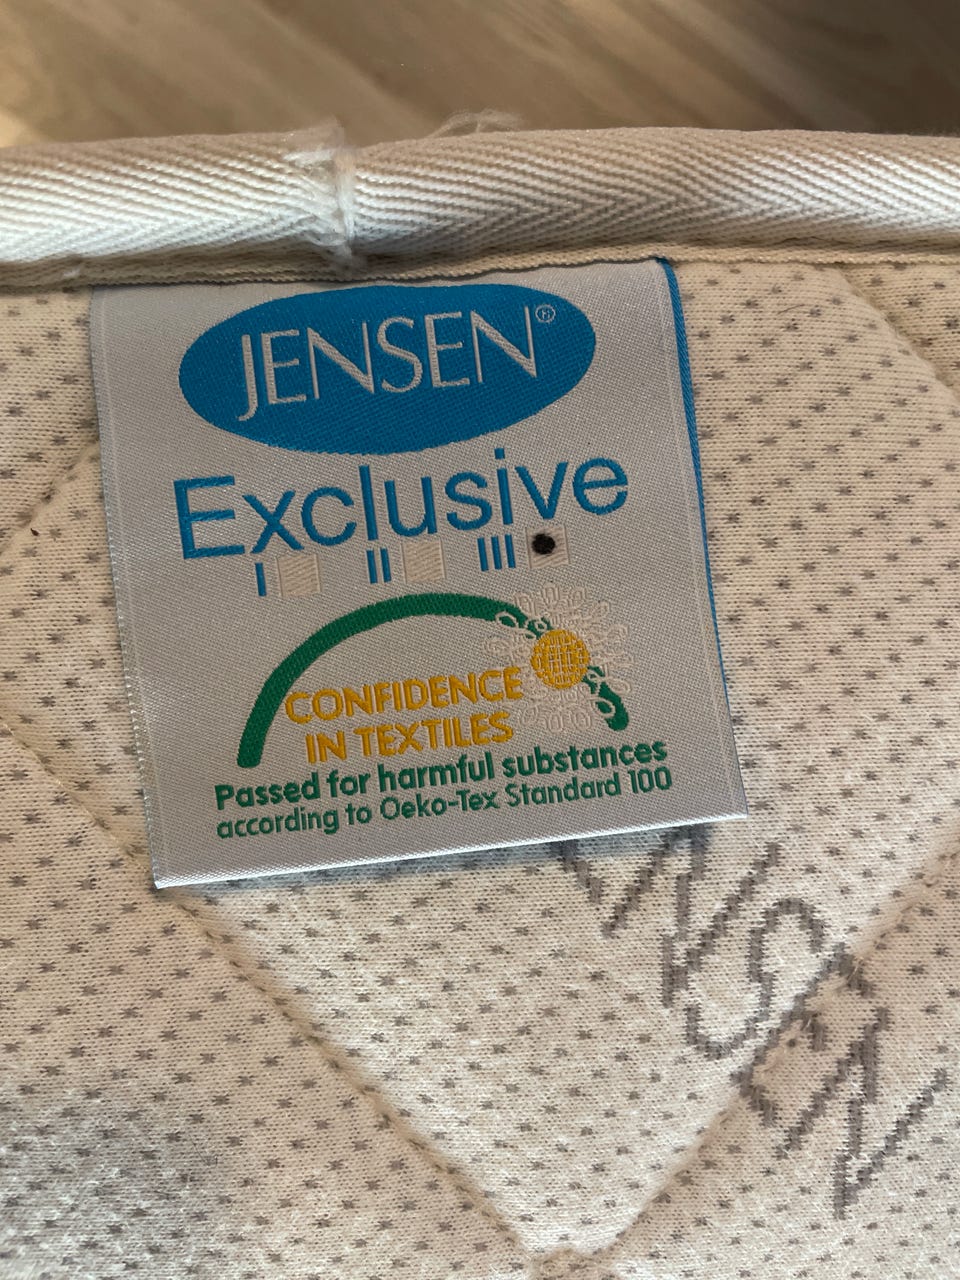 JENSEN®
Exclusive
I II III
CONFIDENCE
IN TEXTILES
Passed for harmful substances
according to Oeko-Tex Standard 100